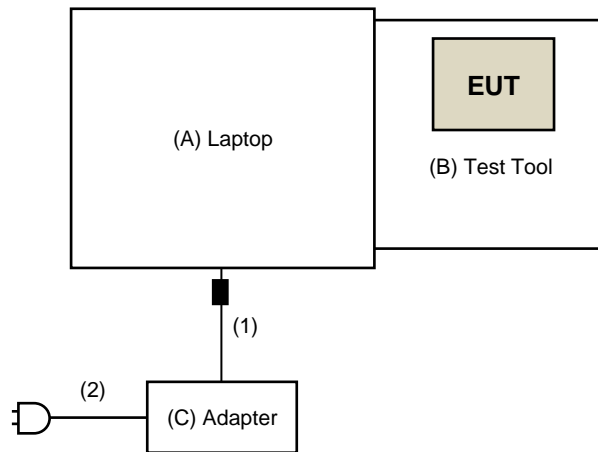 EUT
(A) Laptop
(B) Test Tool
(1)
(2)
(C) Adapter